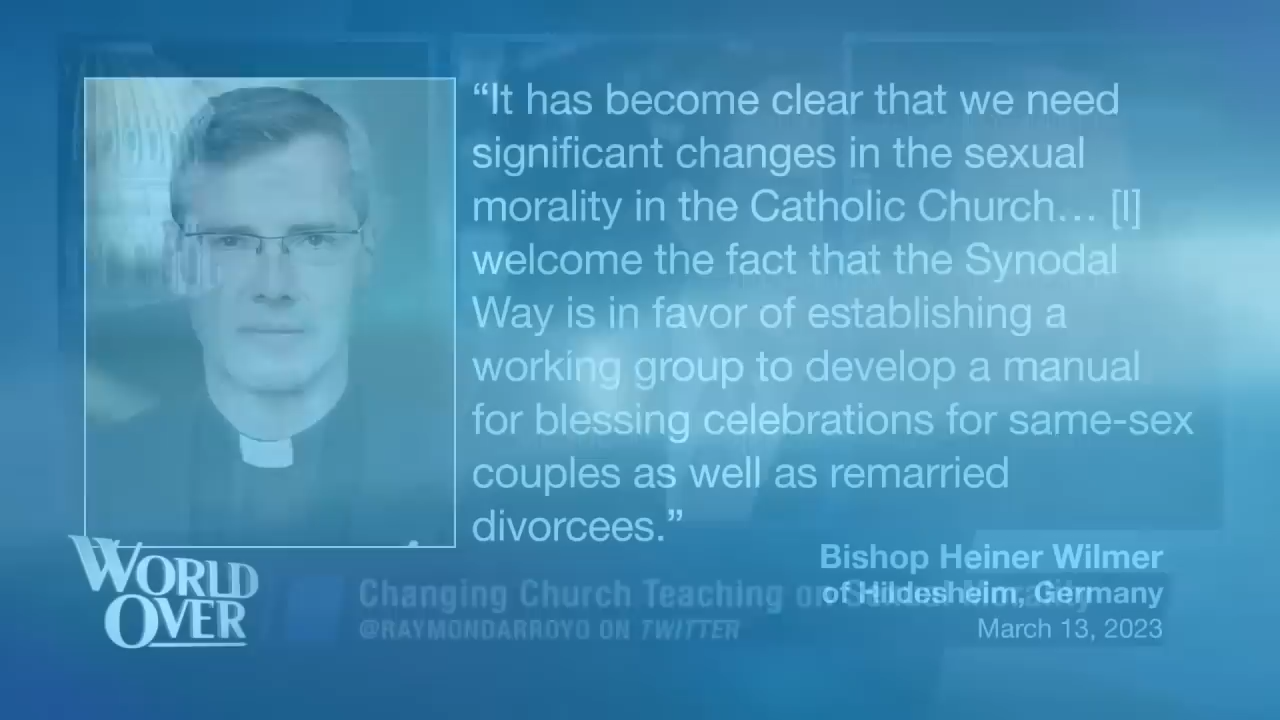 “It has become clear that we need
significant changes in the sexual
morality in the Catholic Church... [I]
welcome the fact that the Synodal
Way is in favor of establishing a
working group to develop a manual
for blessing celebrations for same-sex
couples as well as remarried
divorcees.”
Bishop Heiner Wilmer
of Hildesheim, Germany
March 13, 2023
WORLD
OVER
Changing Church Teaching on Sexual Morality
@RAYMONDARROYO ON TWITTER